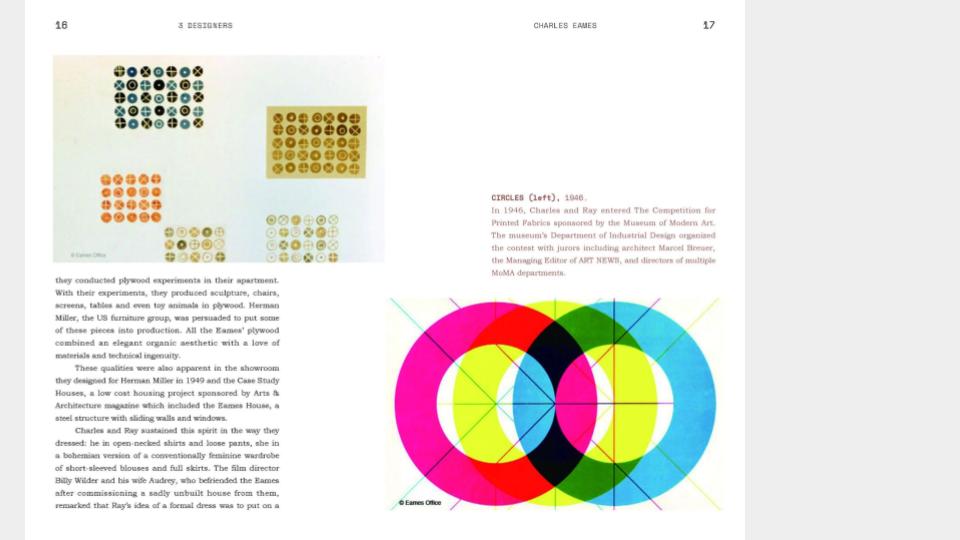 16
3 DESIGNERS
CHARLES EAMES
17
© Eames Office
they conducted plywood experiments in their apartment.
With their experiments, they produced sculpture, chairs,
screens, tables and even toy animals in plywood. Herman
Miller, the US furniture group, was persuaded to put some
of these pieces into production. All the Eames' plywood
combined an elegant organic aesthetic with a love of
materials and technical ingenuity.
These qualities were also apparent in the showroom
they designed for Herman Miller in 1949 and the Case Study
Houses, a low cost housing project sponsored by Arts &
Architecture magazine which included the Eames House, a
steel structure with sliding walls and windows.
Charles and Ray sustained this spirit in the way they
dressed: he in open-necked shirts and loose pants, she in
a bohemian version of a conventionally feminine wardrobe
of short-sleeved blouses and full skirts. The film director
Billy Wilder and his wife Audrey, who befriended the Eames
after commissioning a sadly unbuilt house from them,
remarked that Ray's idea of a formal dress was to put on a
CIRCLES (left), 1946.
In 1946, Charles and Ray entered The Competition for
Printed Fabrics sponsored by the Museum of Modern Art.
The museum's Department of Industrial Design organized
the contest with jurors including architect Marcel Breuer,
the Managing Editor of ART NEWS, and directors of multiple
MoMA departments.
© Eames Office